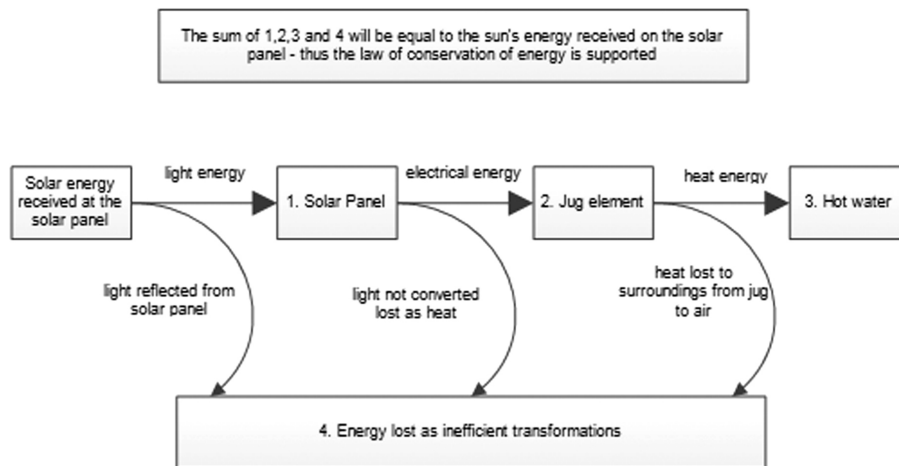 The sum of 1,2,3 and 4 will be equal to the sun's energy received on the solar
panel - thus the law of conservation of energy is supported
Solar energy
received at the
solar panel
light energy
1. Solar Panel
electrical energy
2. Jug element
heat energy
3. Hot water
light reflected from
solar panel
light not converted
lost as heat
heat lost to
surroundings from jug
to air
4. Energy lost as inefficient transformations